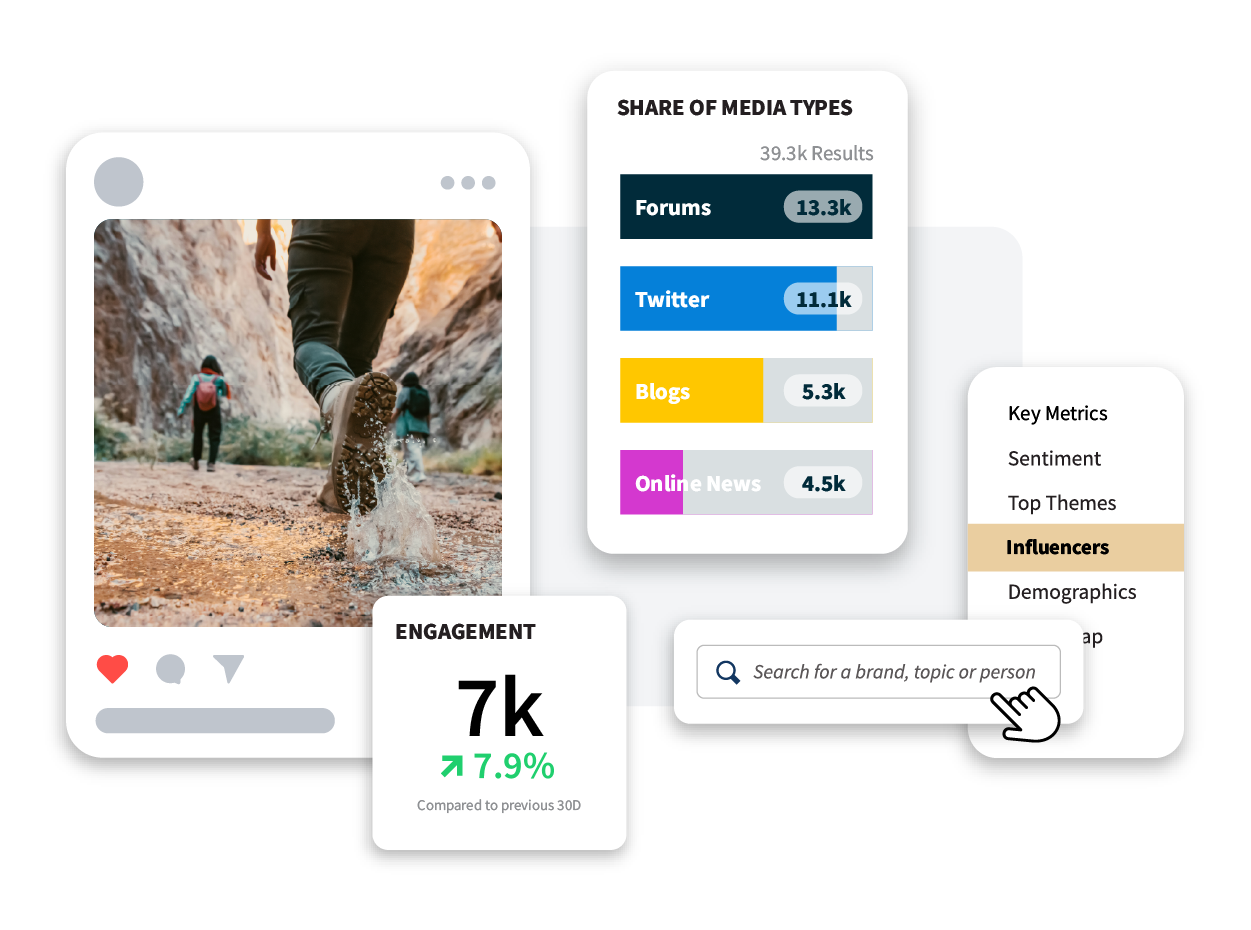 SHARE OF MEDIA TYPES
39.3k Results
Forums 13.3k
Twitter 11.1k
Blogs 5.3k
Online News 4.5k
Key Metrics
Sentiment
Top Themes
Influencers
Demographics
Search for a brand, topic or person
ENGAGEMENT
7k
7.9%
Compared to previous 30D